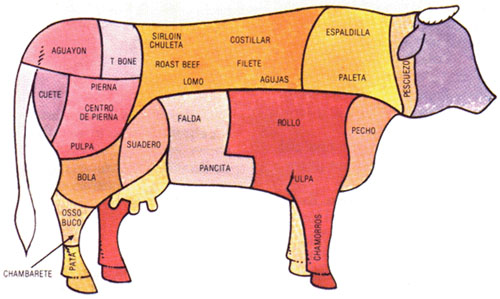 AGUAYON
T BONE
SIRLOIN
CHULETA
COSTILLAR
ESPALDILLA
ROAST BEEF
FILETE
LOMO
AGUJAS
PALETA
PESCUEZO
CUETE
PIERNA
CENTRO
DE PIERNA
PULPA
SUADERO
FALDA
PANCITA
ROLLO
PECHO
ULPA
BOLA
OSSO
BUCO
CHAMORROS
CHAMBARETE
PATA